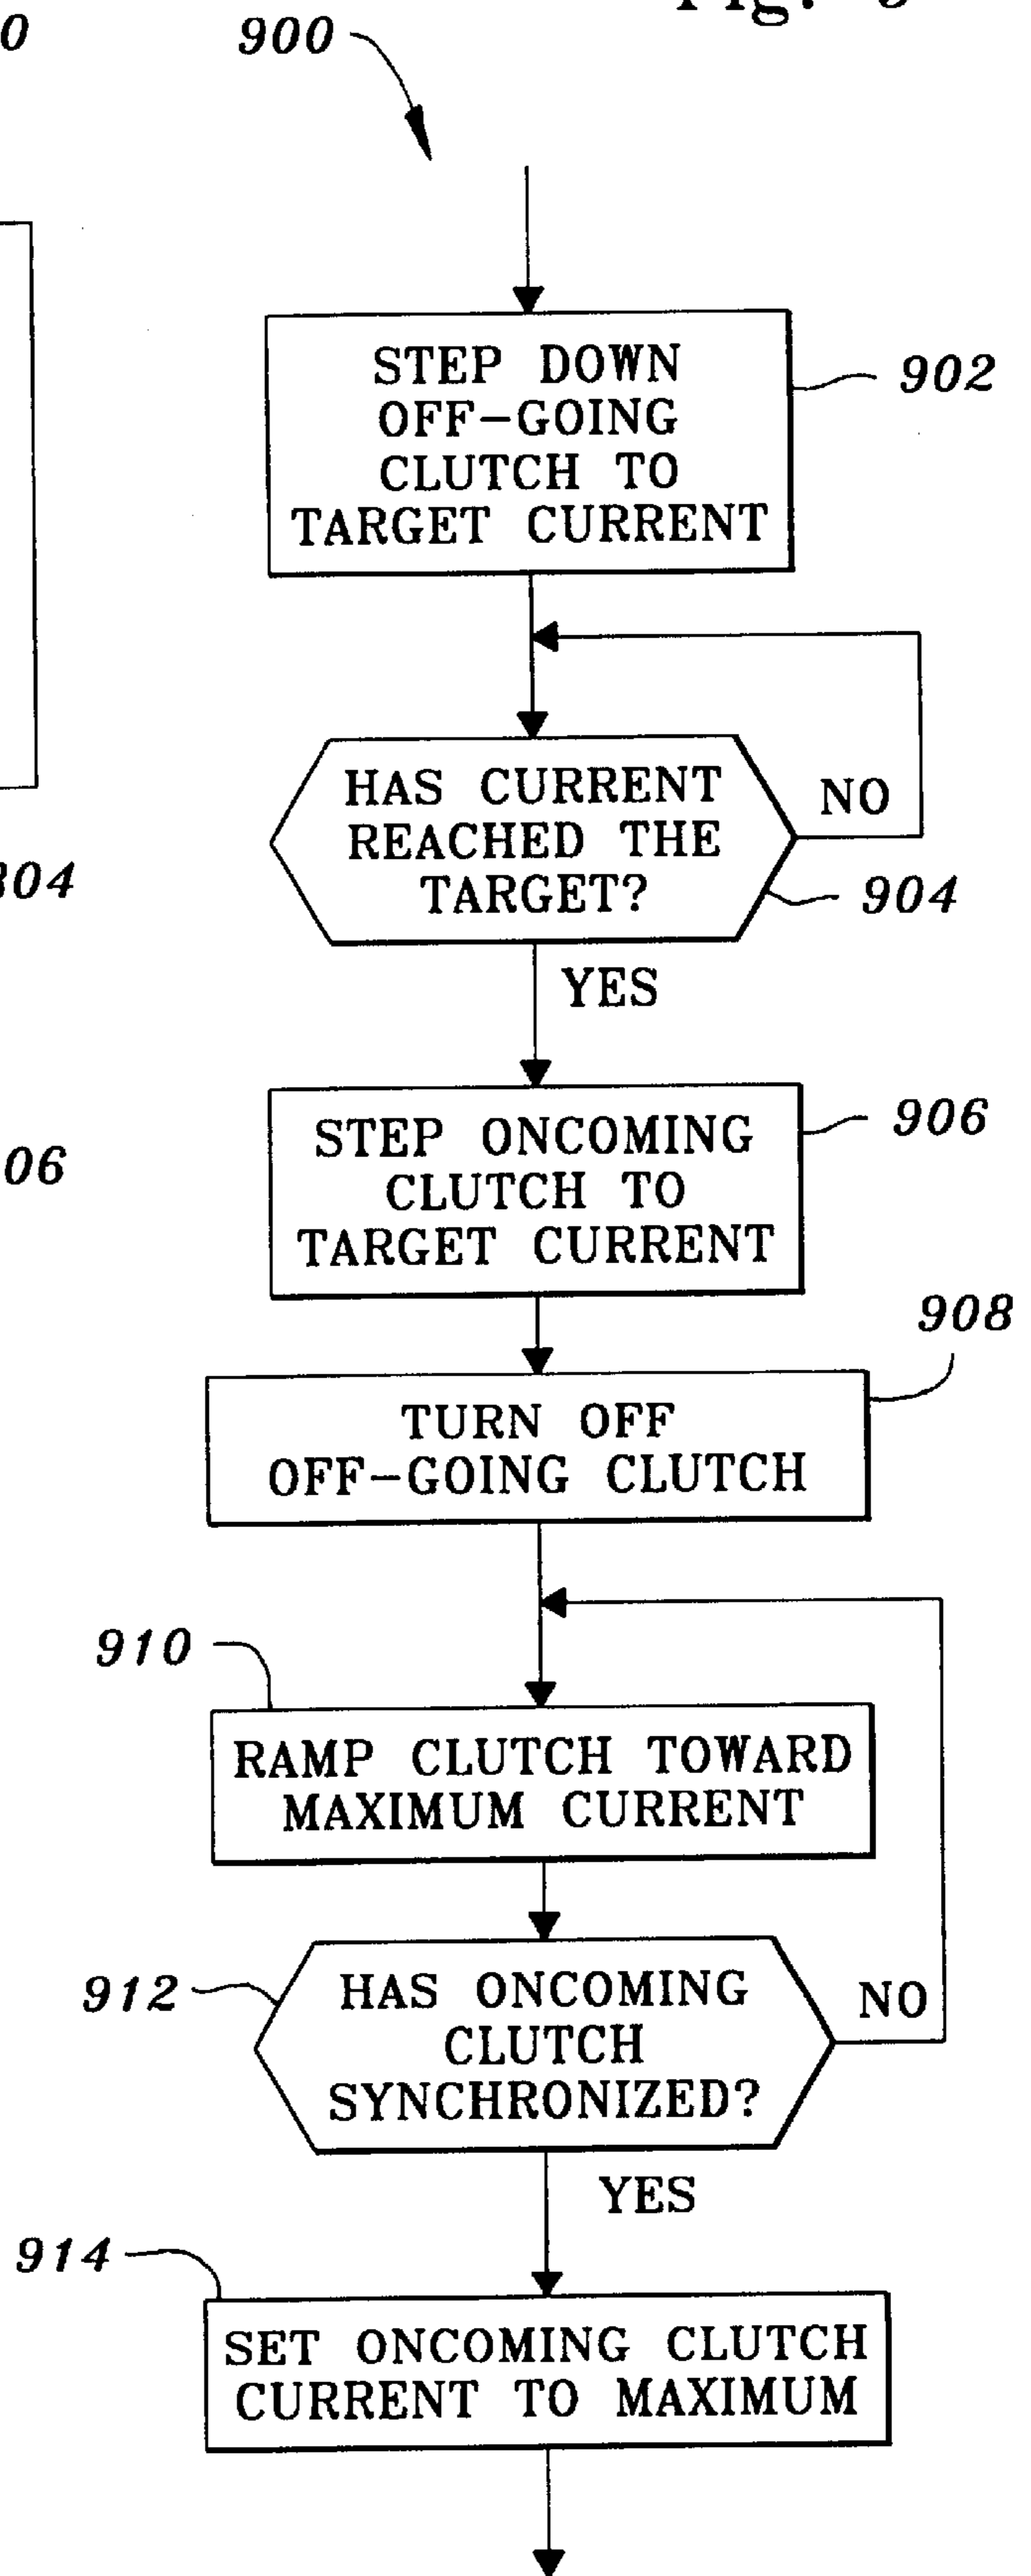 900
STEP DOWN
OFF-GOING
CLUTCH TO
TARGET CURRENT
902
NO
HAS CURRENT
REACHED THE
TARGET?
904
YES
STEP ONCOMING
CLUTCH TO
TARGET CURRENT
906
908
TURN OFF
OFF-GOING CLUTCH
910
RAMP CLUTCH TOWARD
MAXIMUM CURRENT
912
HAS ONCOMING
CLUTCH
SYNCHRONIZED?
NO
YES
914
SET ONCOMING CLUTCH
CURRENT TO MAXIMUM